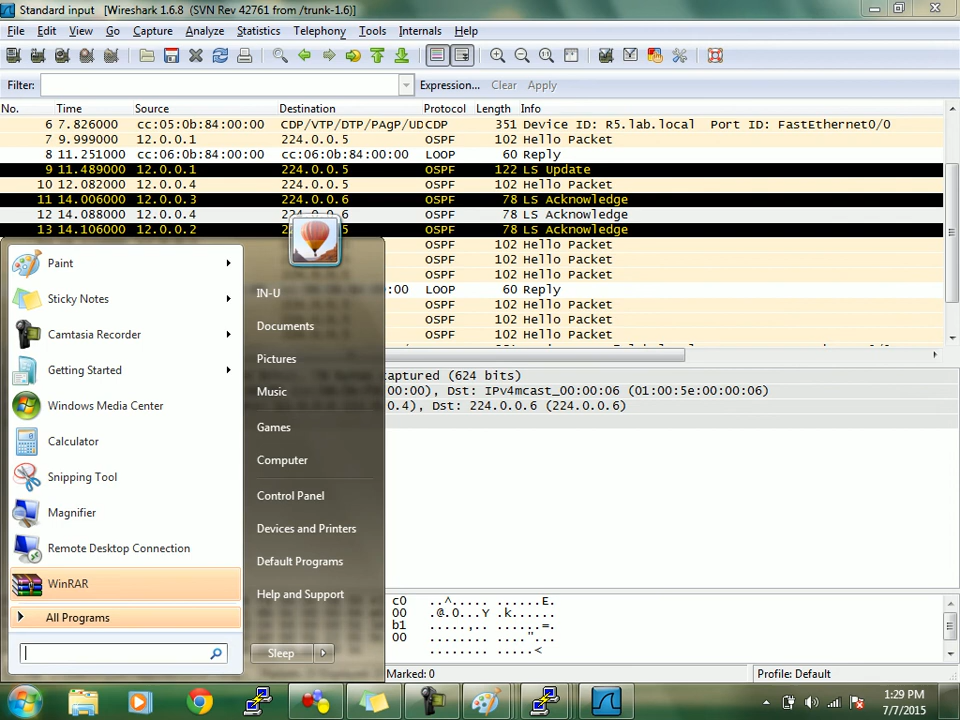 Standard input [Wireshark 1.6.8 (SVN Rev 42761 from /trunk-1.6)]
File Edit View Go Capture Analyze Statistics Telephony Tools Internals Help
Filter: Expression... Clear Apply
No. Time Source Destination Protocol Length Info
6 7.826000 cc:05:0b:84:00:00 CDP/VTP/DTP/PAgP/UD CDP 351 Device ID: R5.lab.local Port ID: FastEthernet0/0
7 9.999000 12.0.0.1 224.0.0.5 OSPF 102 Hello Packet
8 11.251000 cc:06:0b:84:00:00 cc:06:0b:84:00:00 LOOP 60 Reply
9 11.489000 12.0.0.1 224.0.0.5 OSPF 122 LS Update
10 12.082000 12.0.0.4 224.0.0.5 OSPF 102 Hello Packet
11 14.006000 12.0.0.3 224.0.0.6 OSPF 78 LS Acknowledge
12 14.088000 12.0.0.4 224.0.0.6 OSPF 78 LS Acknowledge
13 14.106000 12.0.0.2 OSPF 78 LS Acknowledge
OSPF 102 Hello Packet
OSPF 102 Hello Packet
OSPF 102 Hello Packet
:00 LOOP 60 Reply
OSPF 102 Hello Packet
OSPF 102 Hello Packet
OSPF 102 Hello Packet
captured (624 bits)
00:00), Dst: IPv4mcast_00:00:06 (01:00:5e:00:00:06)
0.4), Dst: 224.0.0.6 (224.0.0.6)
c0 ..^..... ......E.
00 .@.O...Y .k......
b1 .....,.. ......=.
00 ........ ...."...
........ .....<
Paint
Sticky Notes
Camtasia Recorder
Getting Started
Windows Media Center
Calculator
Snipping Tool
Magnifier
Remote Desktop Connection
WinRAR
All Programs
IN-U
Documents
Pictures
Music
Games
Computer
Control Panel
Devices and Printers
Default Programs
Help and Support
Sleep
Marked: 0 Profile: Default
1:29 PM
7/7/2015